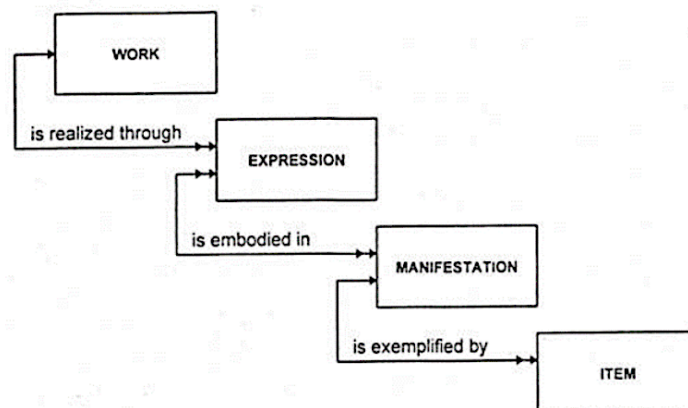 WORK
is realized through
EXPRESSION
is embodied in
MANIFESTATION
is exemplified by
ITEM